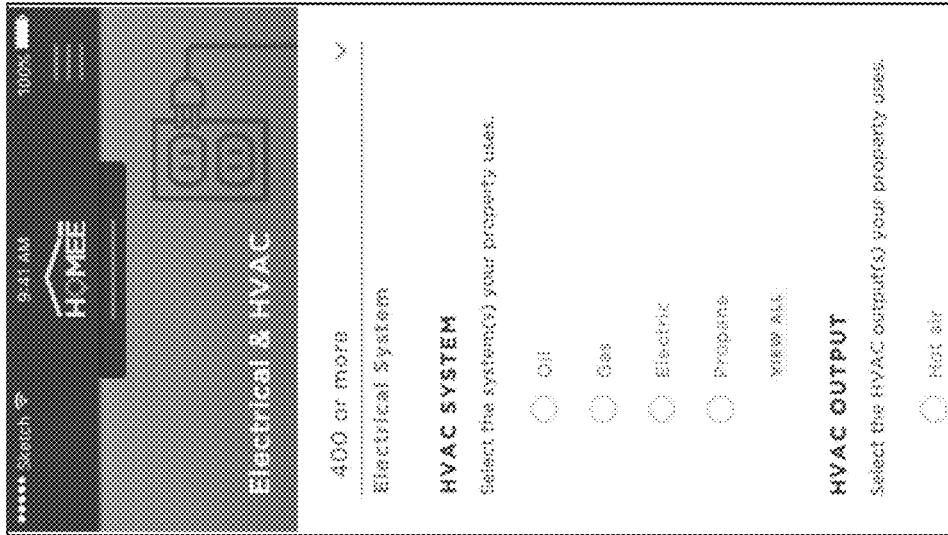 Sketch 9:41 AM 100%
HOMEE
Electrical & HVAC
400 or more
Electrical System
HVAC SYSTEM
Select the system(s) your property uses.
Oil
Gas
Electric
Propane
VIEW ALL
HVAC OUTPUT
Select the HVAC output(s) your property uses.
Hot air